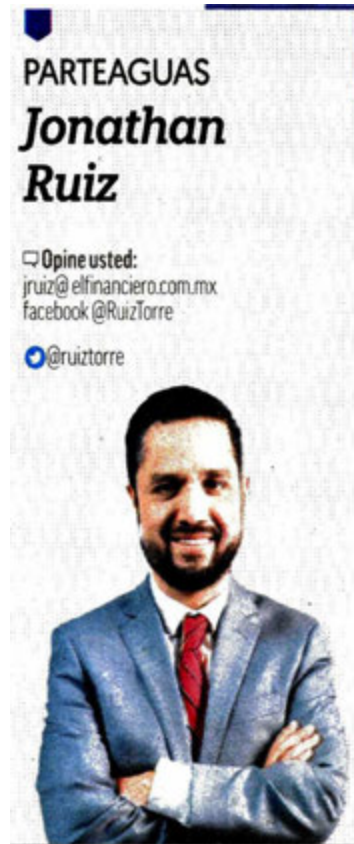 PARTEAGUAS
Jonathan
Ruiz
Opine usted:
jruiz@elfinanciero.com.mx
facebook @RuizTorre
@ruiztorre